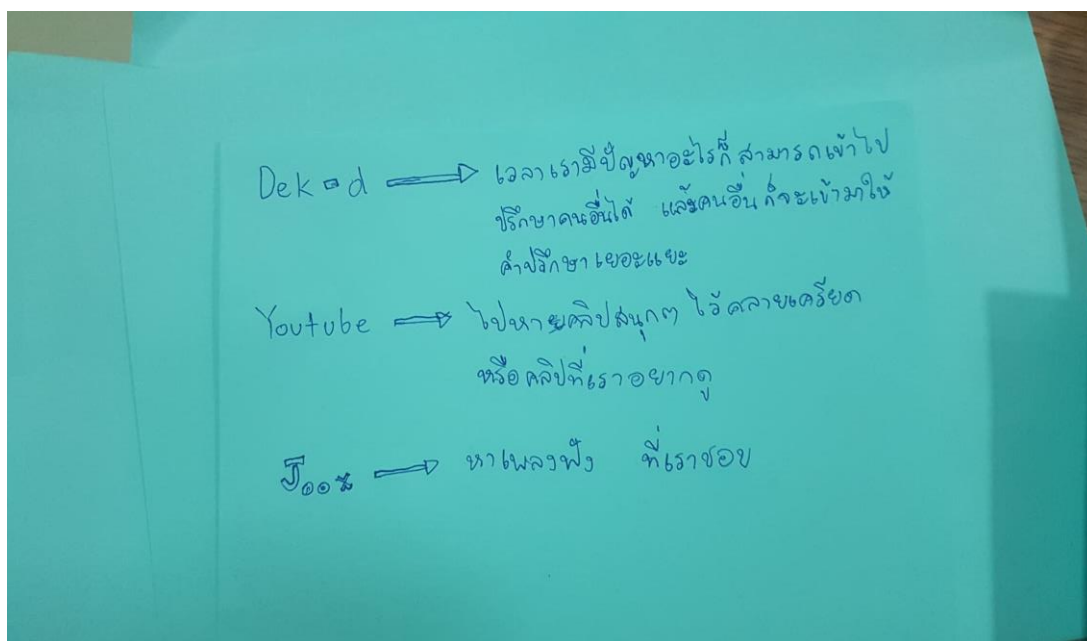 Dek-d ⇒ เวลาเรามีปัญหาอะไรก็สามารถเข้าไป
ปรึกษาคนอื่นได้ แล้วคนอื่นก็จะเข้ามาให้
คำปรึกษาเยอะแยะ
Youtube ⇒ ไปหาคลิปสนุกๆ ไว้คลายเครียด
หรือคลิปที่เราอยากดู
Joox ⇒ หาเพลงฟัง ที่เราชอบ